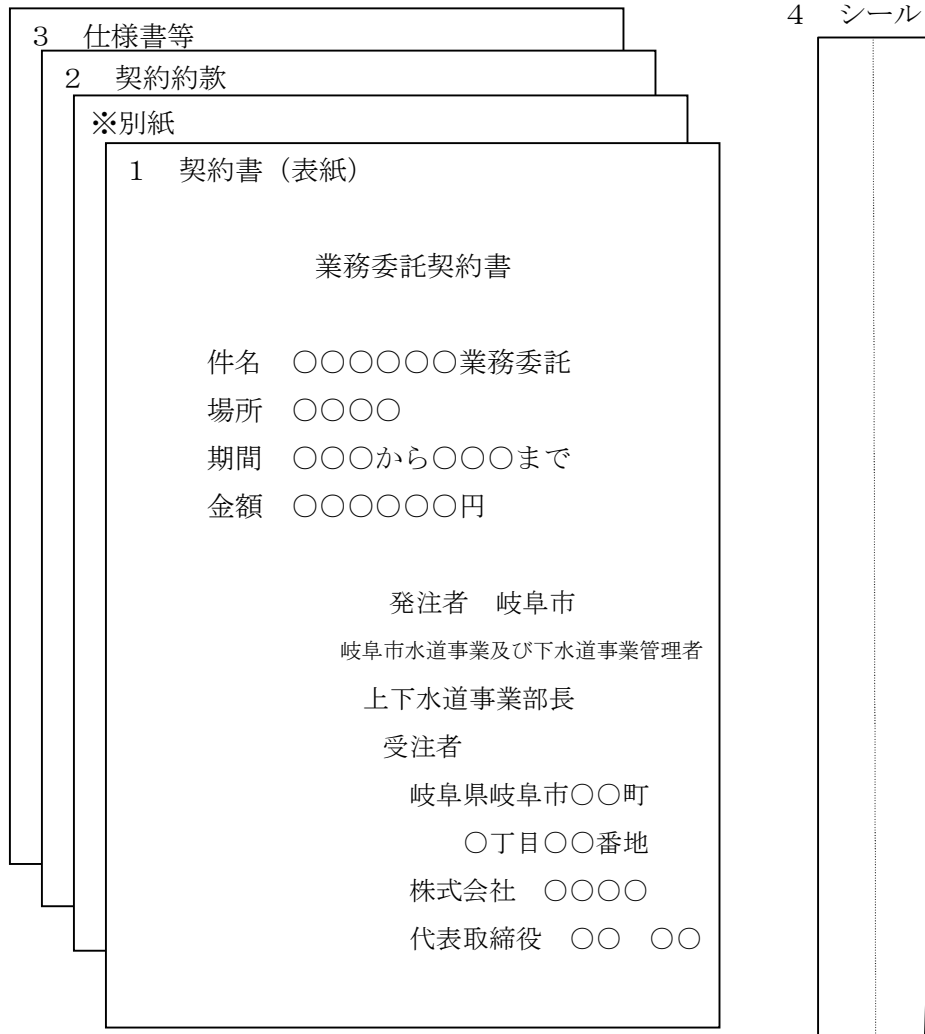 4　シール
3　仕様書等
2　契約約款
※別紙
1　契約書（表紙）
業務委託契約書
件名　○○○○○○業務委託
場所　○○○○
期間　○○○から○○○まで
金額　○○○○○○円
発注者　岐阜市
岐阜市水道事業及び下水道事業管理者
上下水道事業部長
受注者
岐阜県岐阜市○○町
○丁目○○番地
株式会社　○○○○
代表取締役　○○　○○